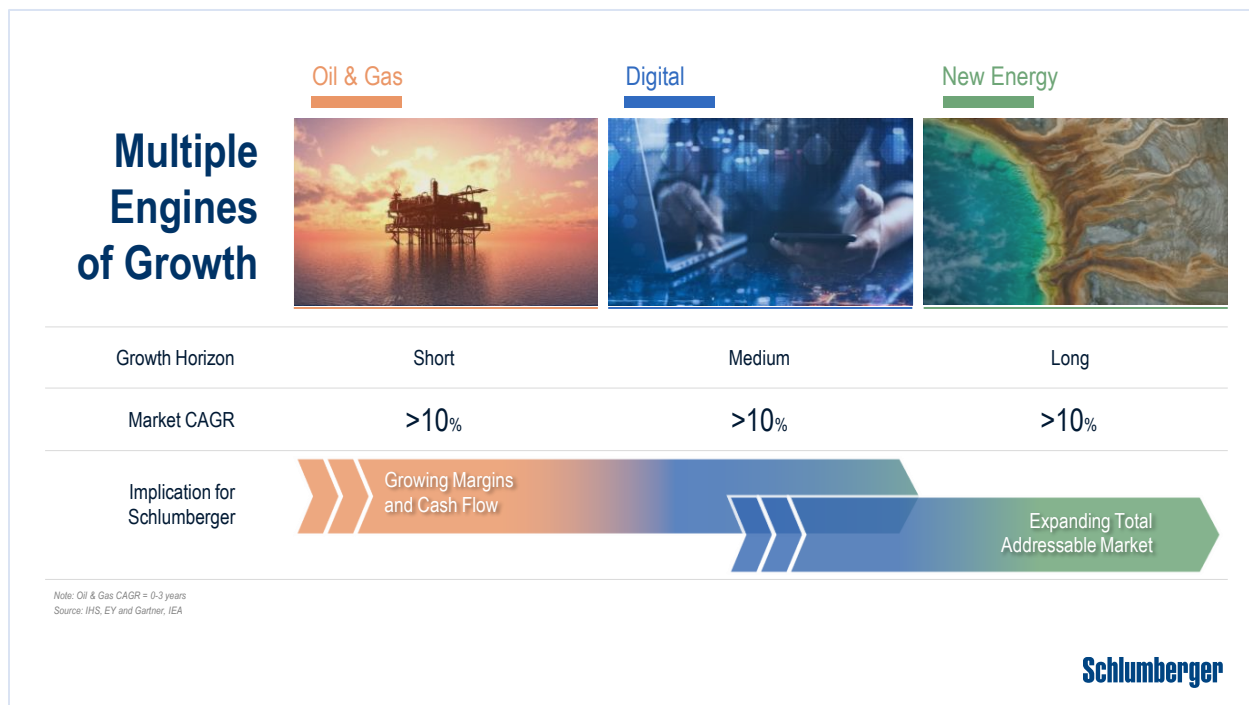 Oil & Gas
Digital
New Energy
Multiple
Engines
of Growth
Growth Horizon
Short
Medium
Long
Market CAGR
>10%
>10%
>10%
Implication for
Schlumberger
Growing Margins
and Cash Flow
Expanding Total
Addressable Market
Note: Oil & Gas CAGR = 0-3 years
Source: IHS, EY and Gartner, IEA
Schlumberger